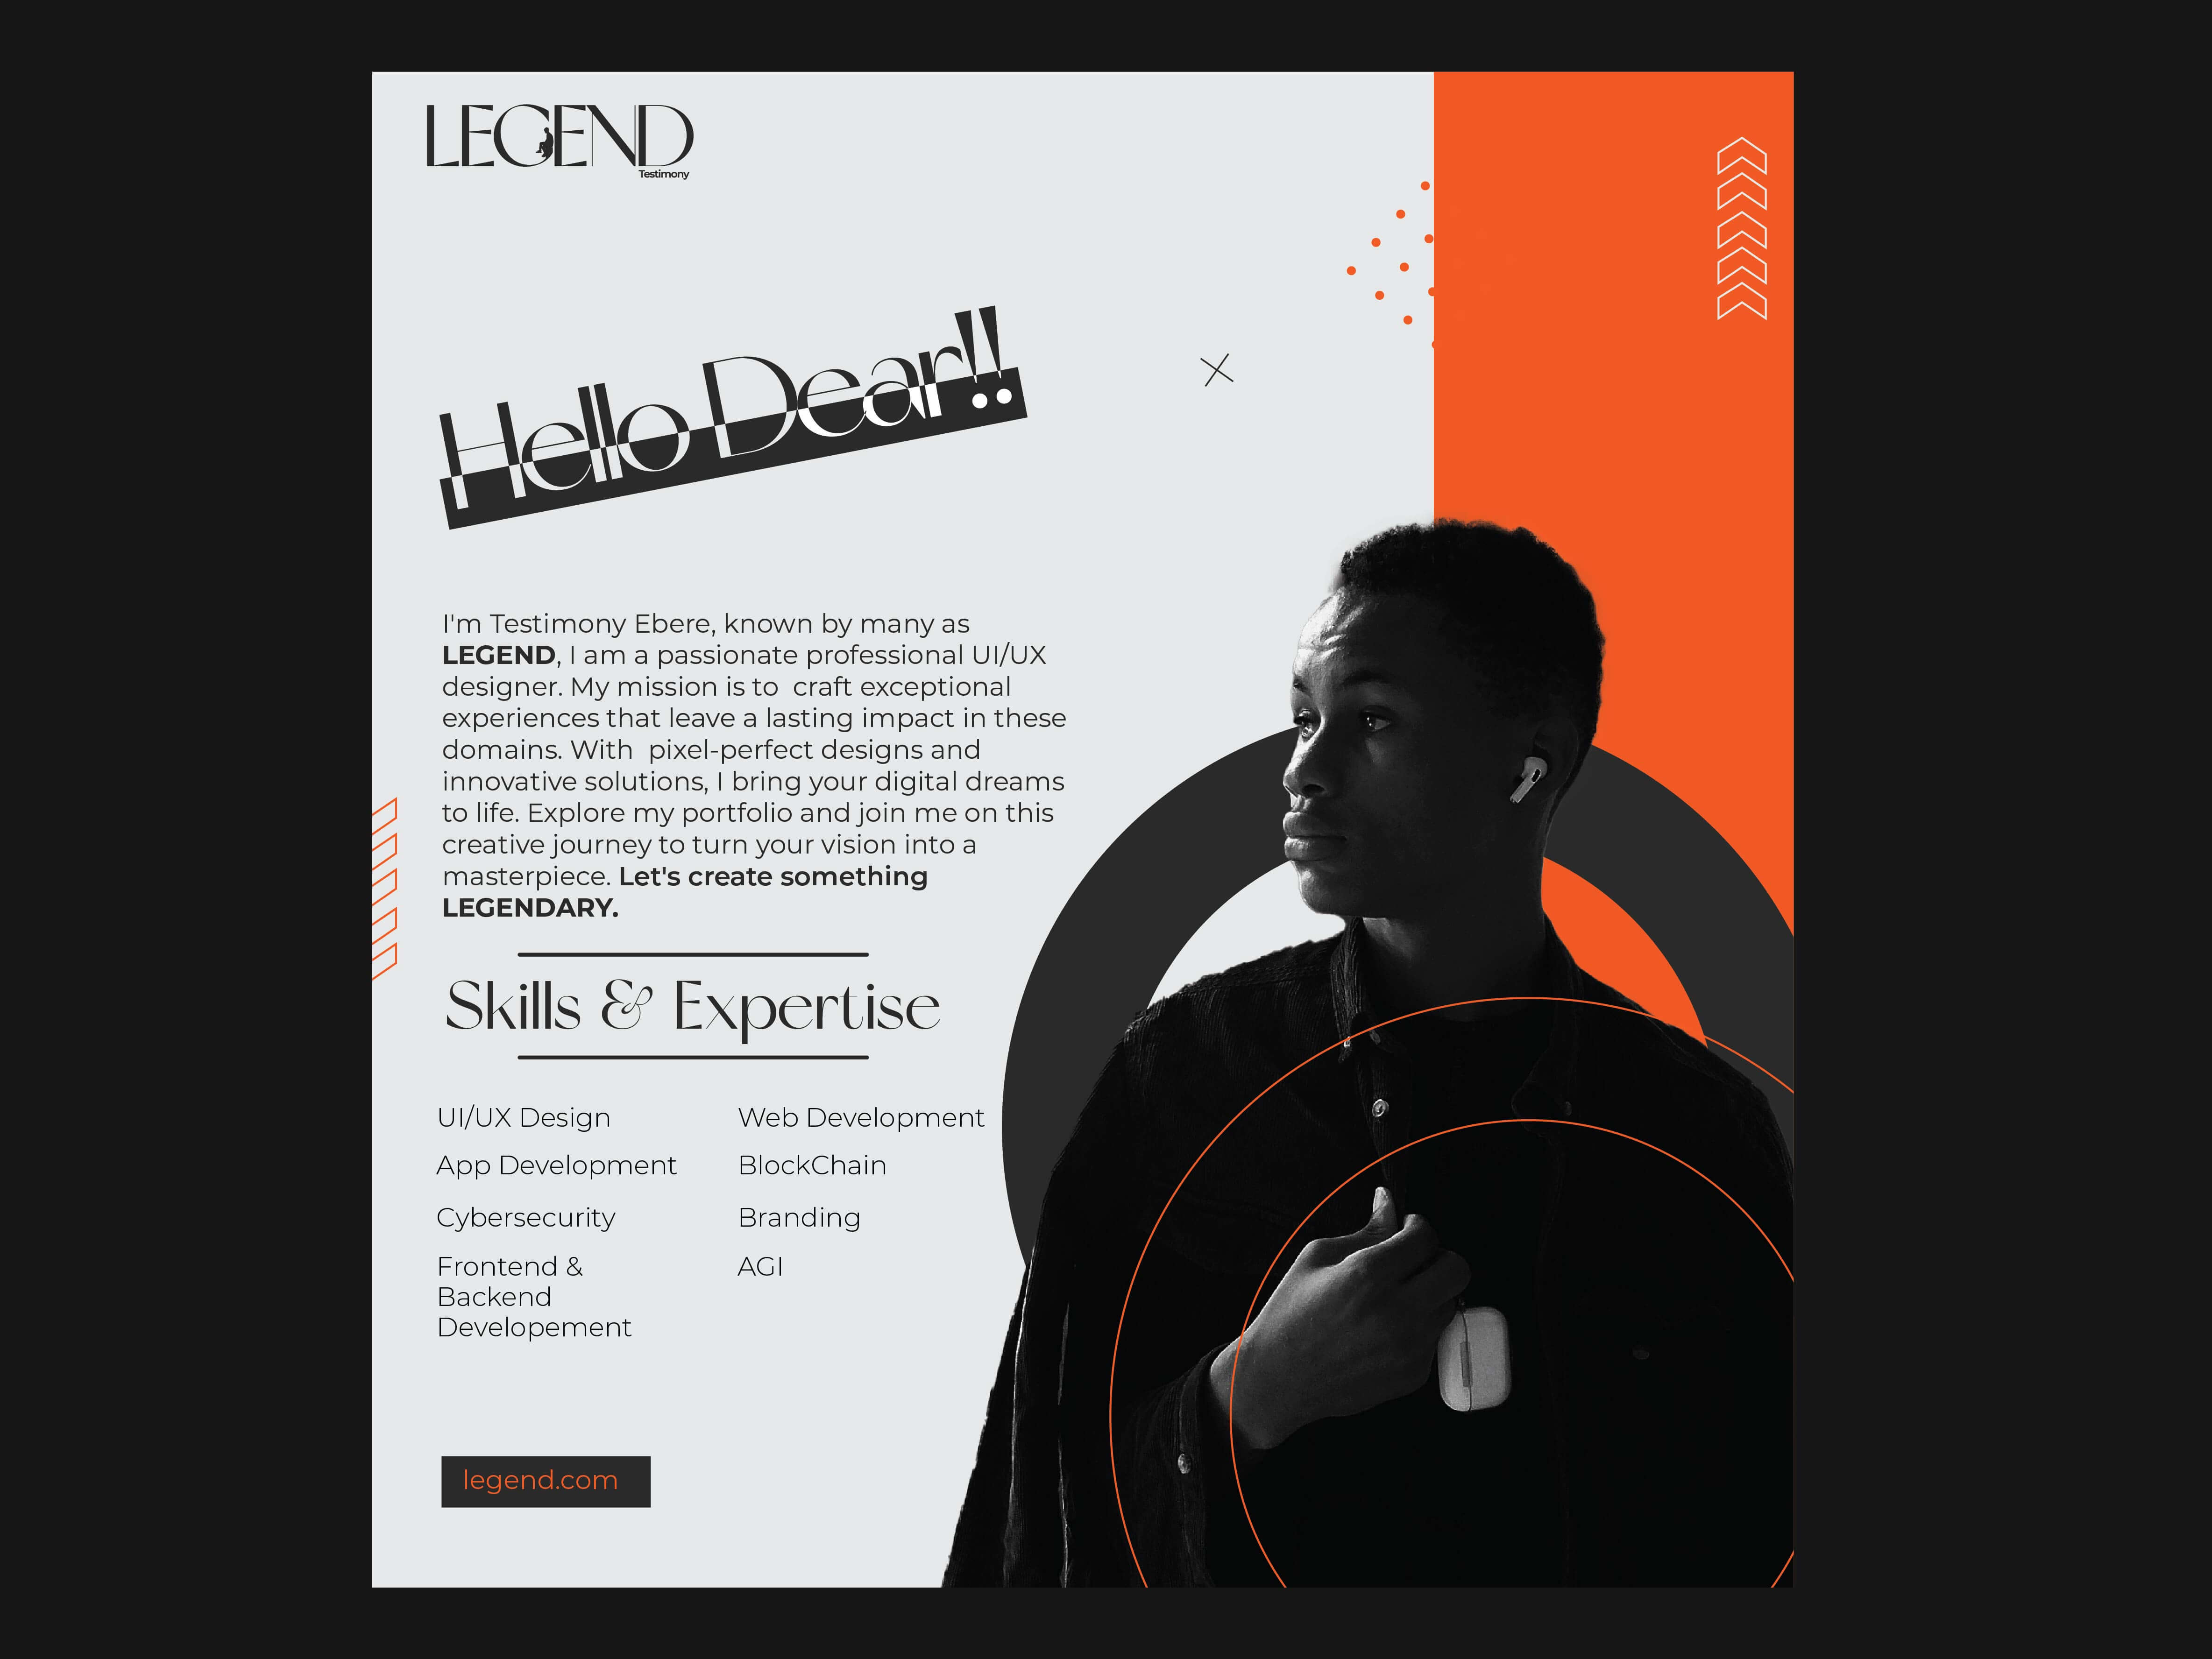 LEGEND
Testimony
Hello Dear!!
I'm Testimony Ebere, known by many as
LEGEND, I am a passionate professional UI/UX
designer. My mission is to  craft exceptional
experiences that leave a lasting impact in these
domains. With  pixel-perfect designs and
innovative solutions, I bring your digital dreams
to life. Explore my portfolio and join me on this
creative journey to turn your vision into a
masterpiece. Let's create something
LEGENDARY.
Skills & Expertise
UI/UX Design
App Development
Cybersecurity
Frontend &
Backend
Developement
Web Development
BlockChain
Branding
AGI
legend.com